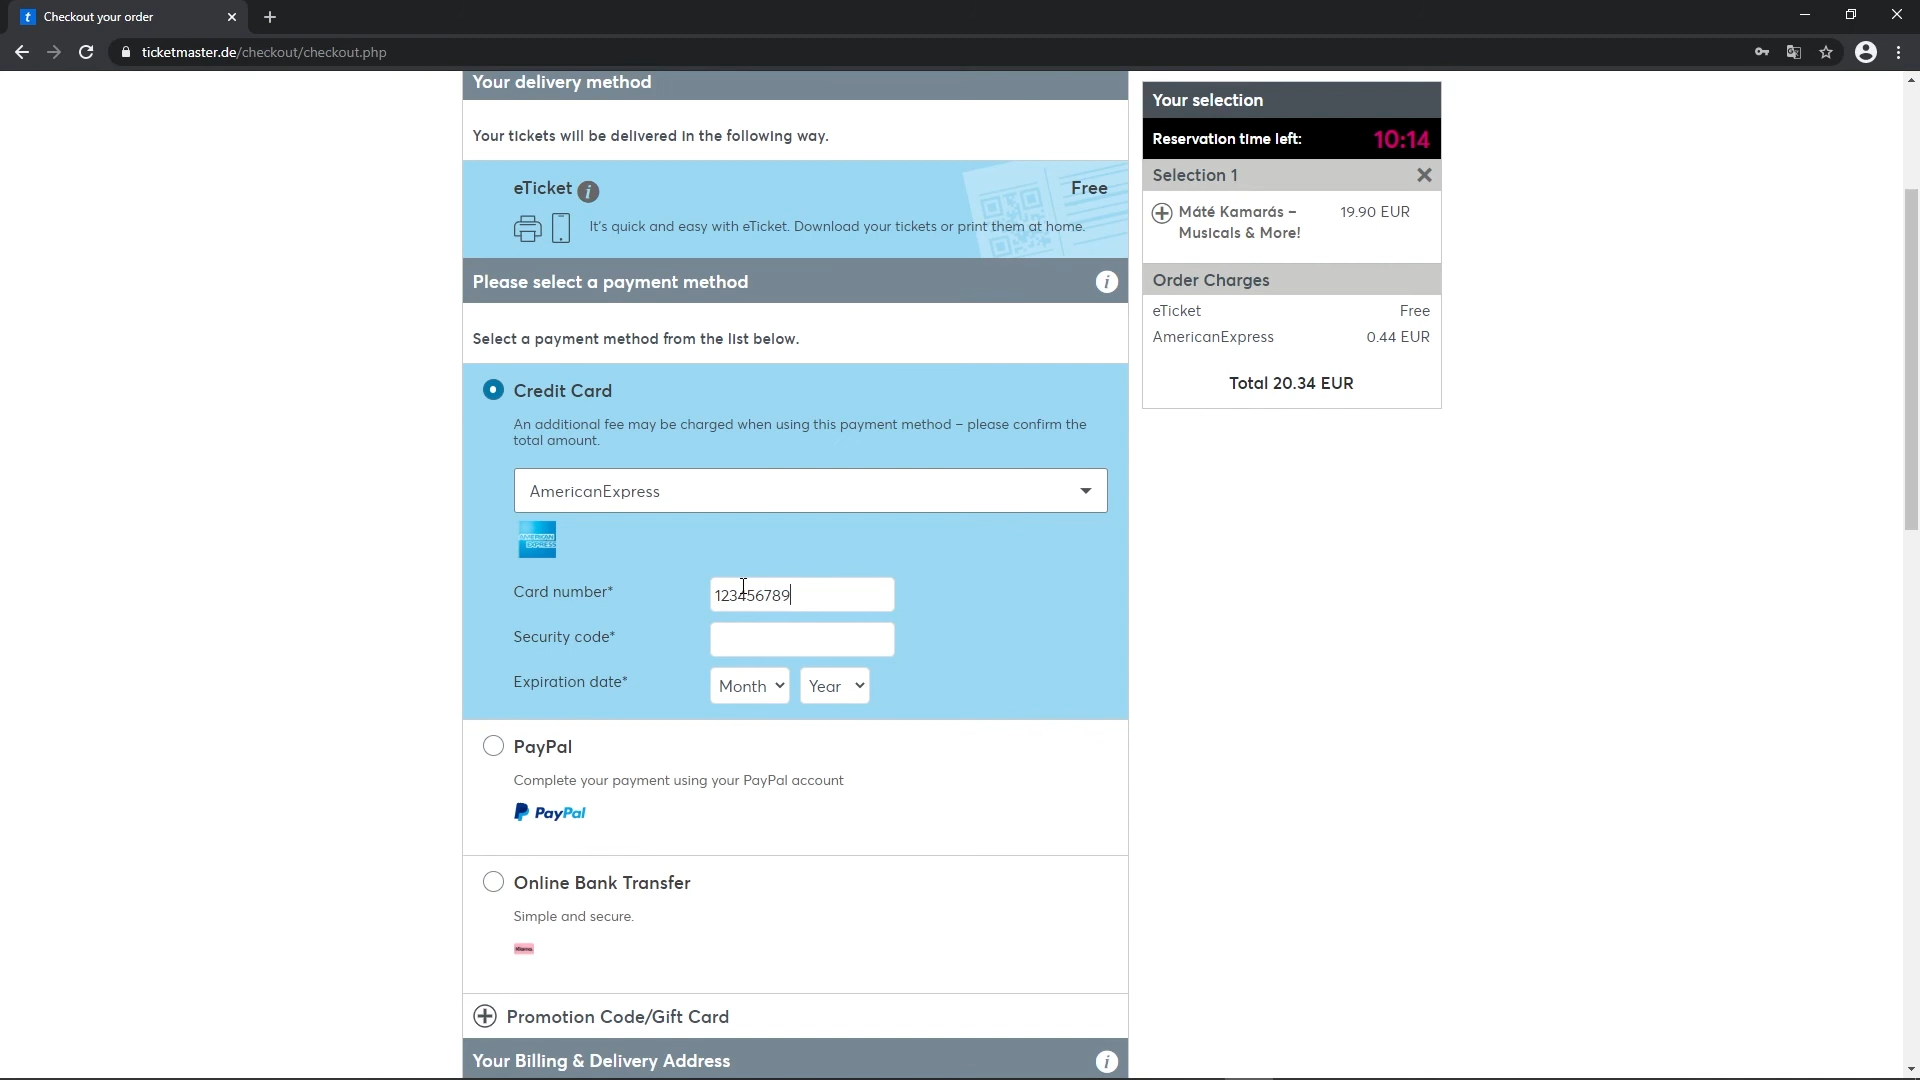 Checkout your order
ticketmaster.de/checkout/checkout.php
Your delivery method
Your tickets will be delivered in the following way.
eTicket i
Free
It's quick and easy with eTicket. Download your tickets or print them at home.
Please select a payment method i
Select a payment method from the list below.
Credit Card
An additional fee may be charged when using this payment method – please confirm the
total amount.
AmericanExpress
AMERICAN
EXPRESS
Card number* 123456789
Security code*
Expiration date* Month Year
PayPal
Complete your payment using your PayPal account
PayPal
Online Bank Transfer
Simple and secure.
Klarna.
Promotion Code/Gift Card
Your Billing & Delivery Address i
Your selection
Reservation time left: 10:14
Selection 1
Máté Kamarás – 19.90 EUR
Musicals & More!
Order Charges
eTicket Free
AmericanExpress 0.44 EUR
Total 20.34 EUR